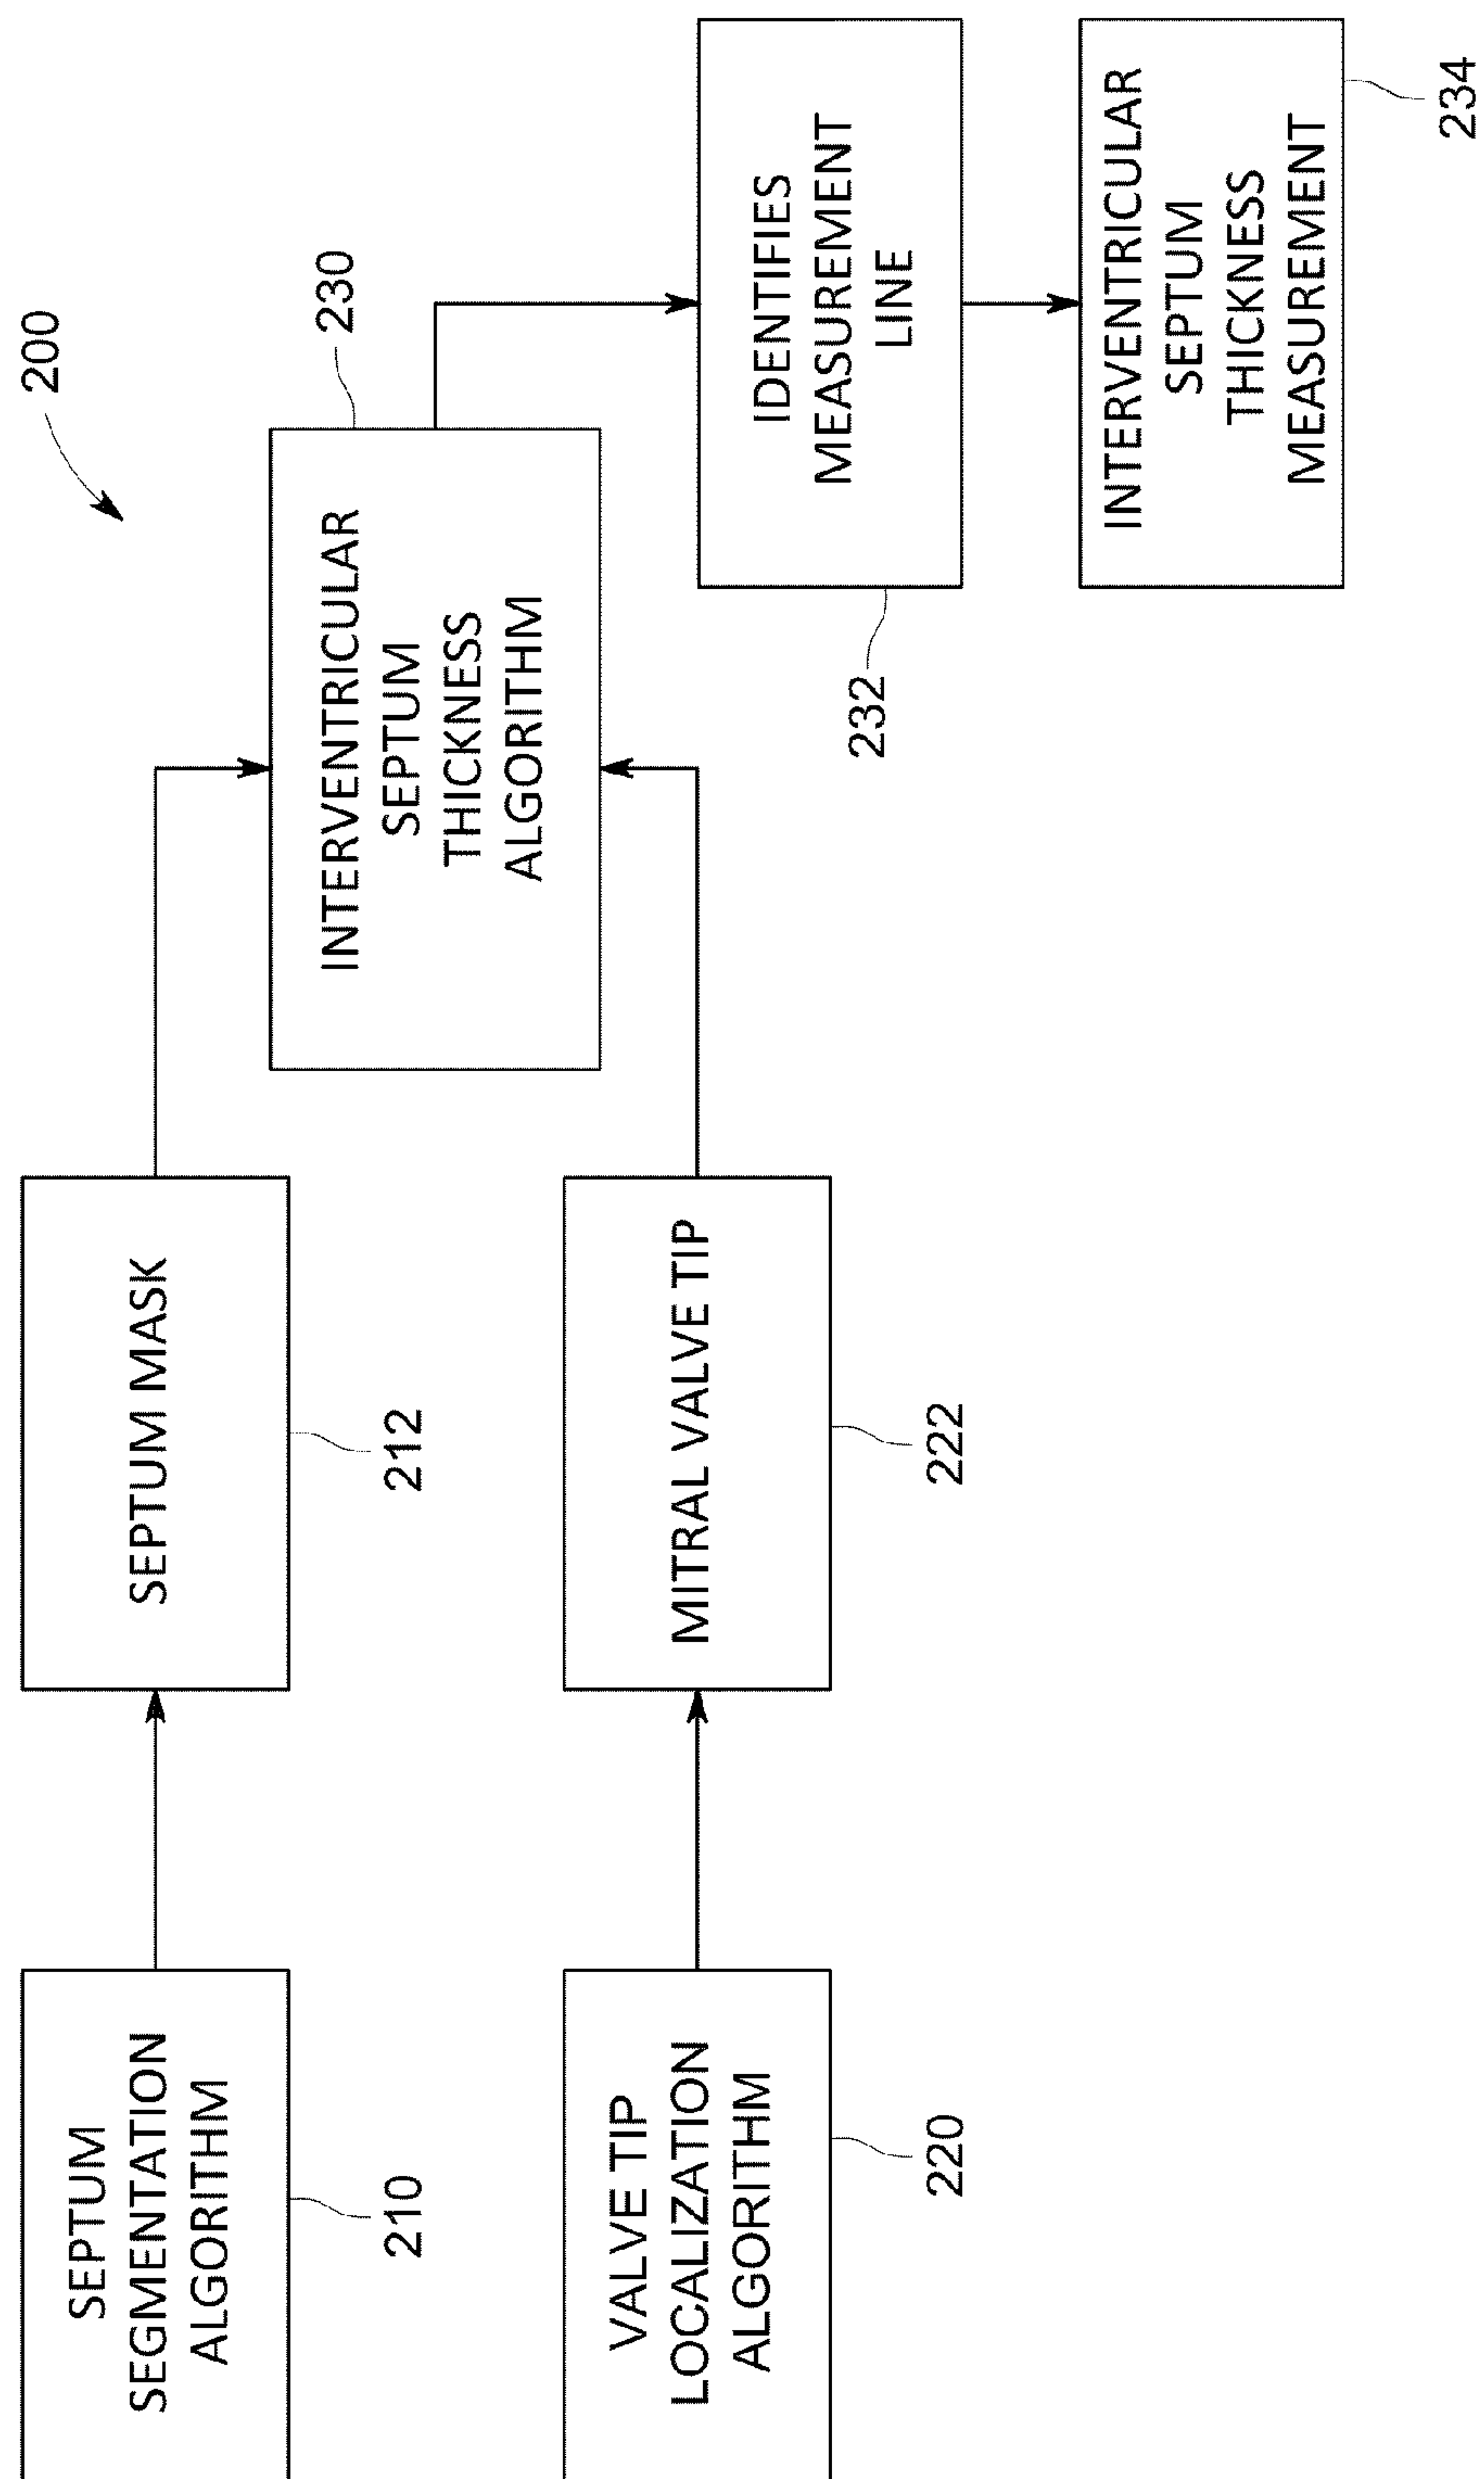 200
SEPTUM
SEGMENTATION
ALGORITHM
210
SEPTUM MASK
212
VALVE TIP
LOCALIZATION
ALGORITHM
220
MITRAL VALVE TIP
222
230
INTERVENTRICULAR
SEPTUM
THICKNESS
ALGORITHM
IDENTIFIES
MEASUREMENT
LINE
232
INTERVENTRICULAR
SEPTUM
THICKNESS
MEASUREMENT
234